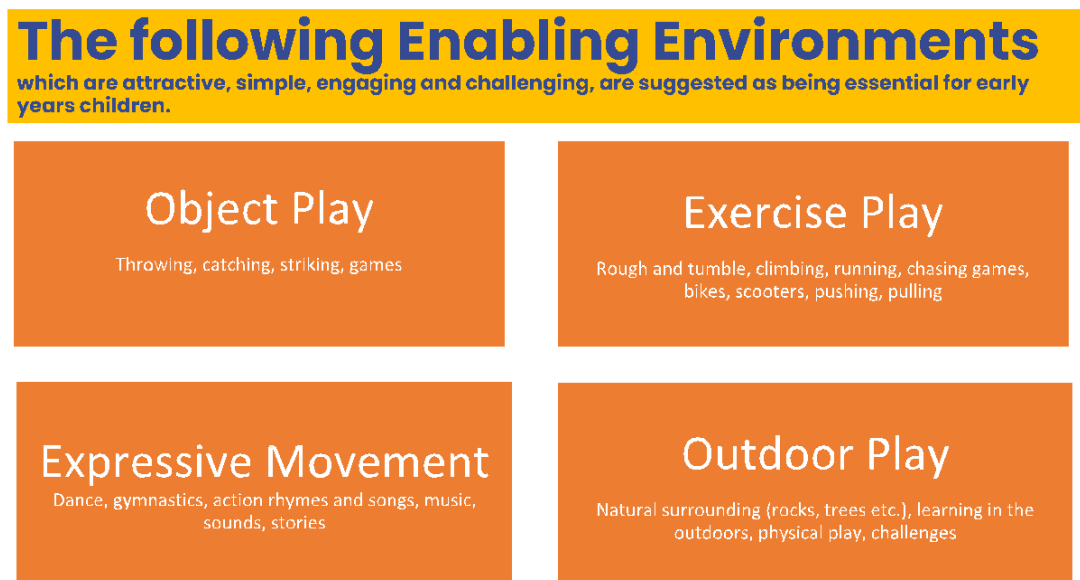 The following Enabling Environments
which are attractive, simple, engaging and challenging, are suggested as being essential for early
years children.
Object Play
Throwing, catching, striking, games
Exercise Play
Rough and tumble, climbing, running, chasing games,
bikes, scooters, pushing, pulling
Expressive Movement
Dance, gymnastics, action rhymes and songs, music,
sounds, stories
Outdoor Play
Natural surrounding (rocks, trees etc.), learning in the
outdoors, physical play, challenges